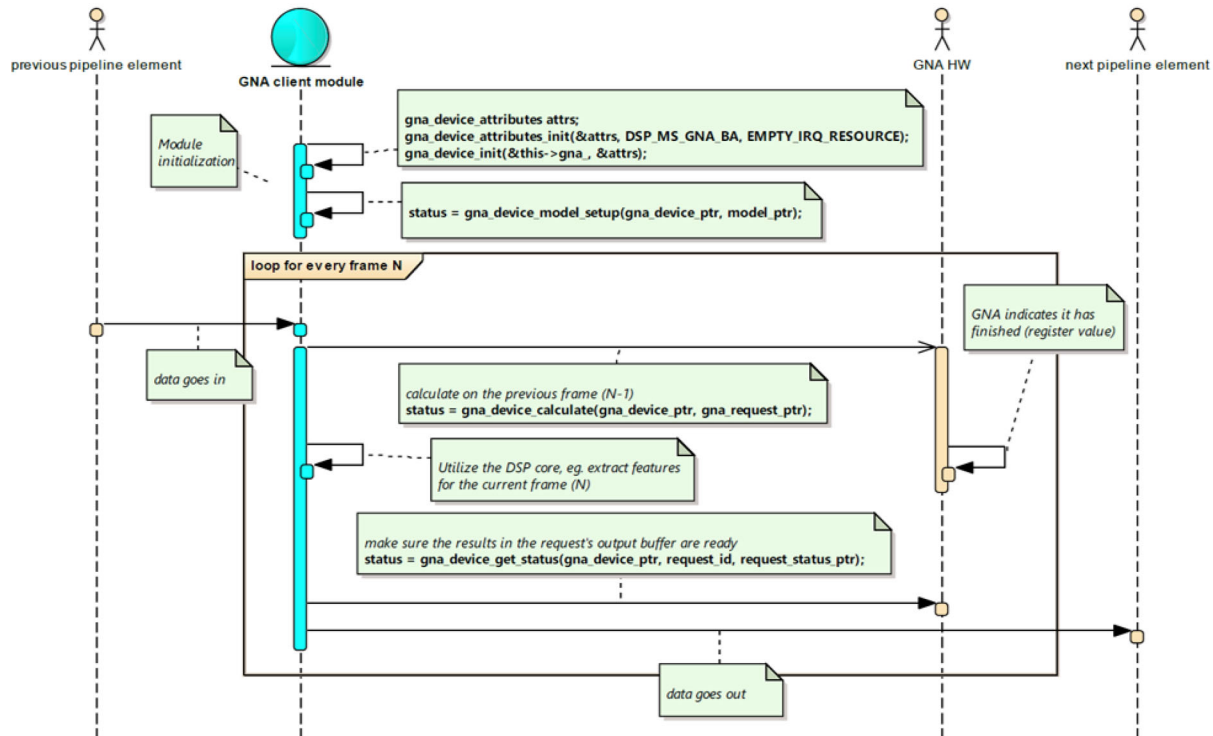 previous pipeline element
GNA client module
GNA HW
next pipeline element
Module
initialization
gna_device_attributes attrs;
gna_device_attributes_init(&attrs, DSP_MS_GNA_BA, EMPTY_IRQ_RESOURCE);
gna_device_init(&this->gna_, &attrs);
status = gna_device_model_setup(gna_device_ptr, model_ptr);
loop for every frame N
GNA indicates it has
finished (register value)
data goes in
calculate on the previous frame (N-1)
status = gna_device_calculate(gna_device_ptr, gna_request_ptr);
Utilize the DSP core, eg. extract features
for the current frame (N)
make sure the results in the request's output buffer are ready
status = gna_device_get_status(gna_device_ptr, request_id, request_status_ptr);
data goes out